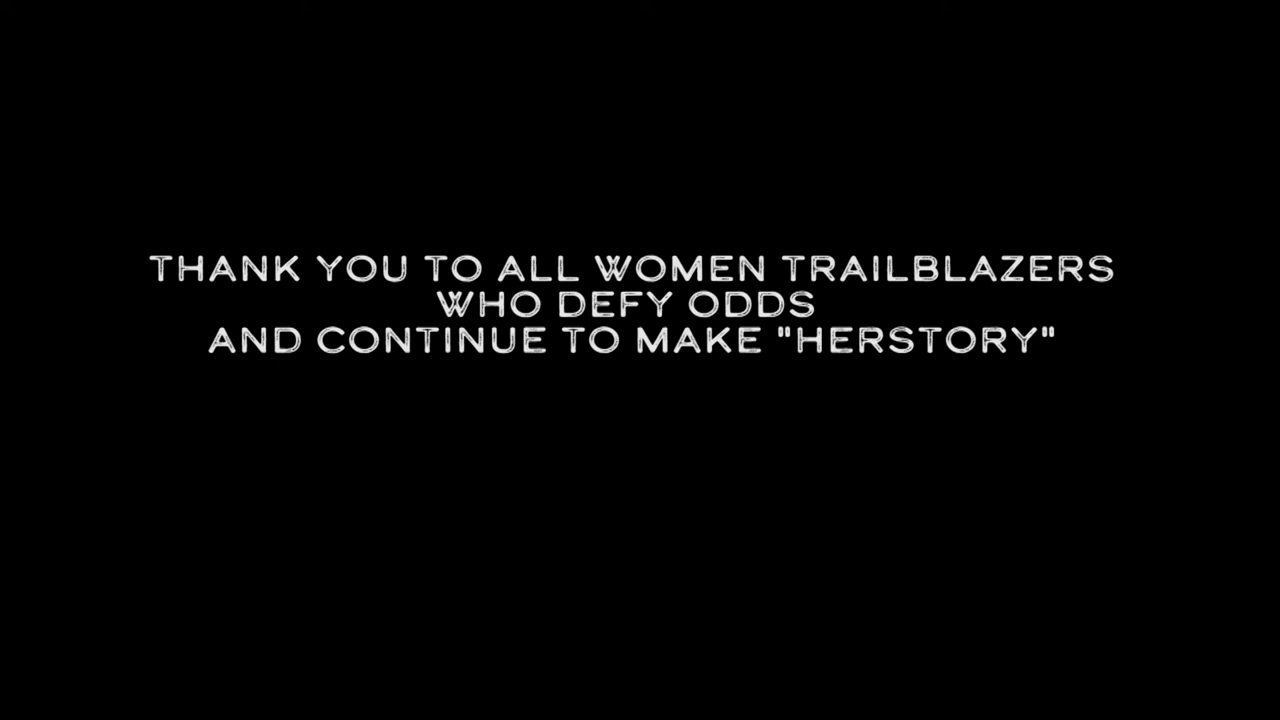 THANK YOU TO ALL WOMEN TRAILBLAZERS
WHO DEFY ODDS
AND CONTINUE TO MAKE "HERSTORY"